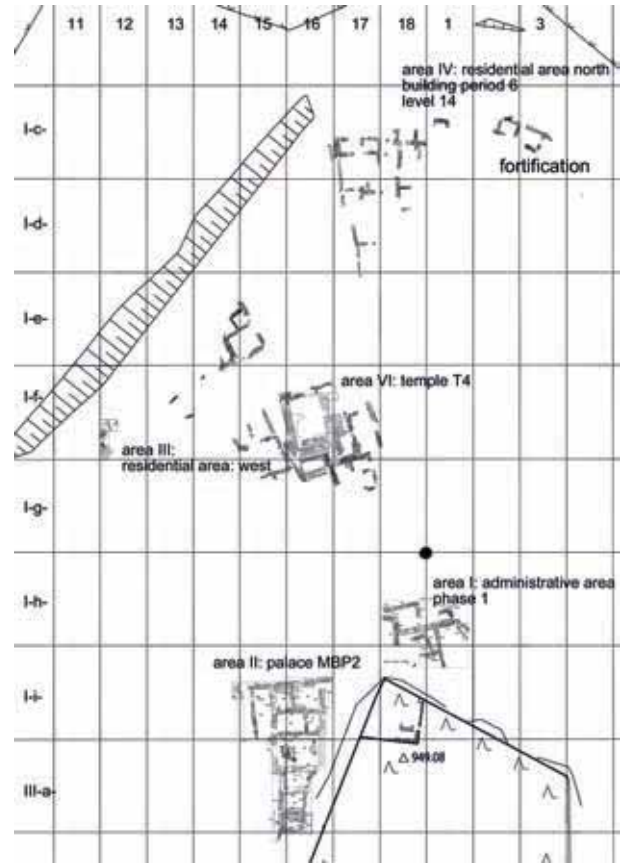 11 12 13 14 15 16 17 18 1 3
area IV: residential area north
building period 6
level 14
I-c-
fortification
I-d-
I-e-
area VI: temple T4
I-f-
area III:
residential area: west
I-g-
area I: administrative area
phase 1
I-h-
area II: palace MBP2
I-i-
949.08
III-a-